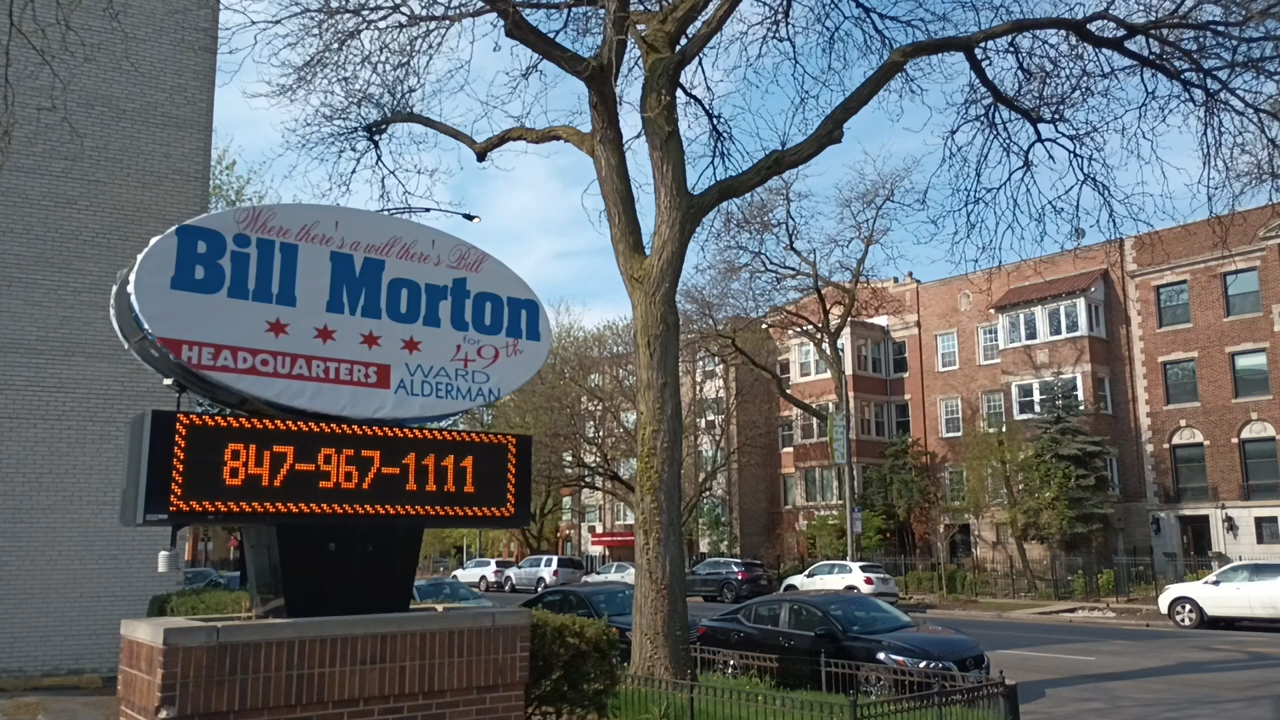 Where there's a will there's Bill
Bill Morton
for
49th
HEADQUARTERS
WARD
ALDERMAN
847-967-1111